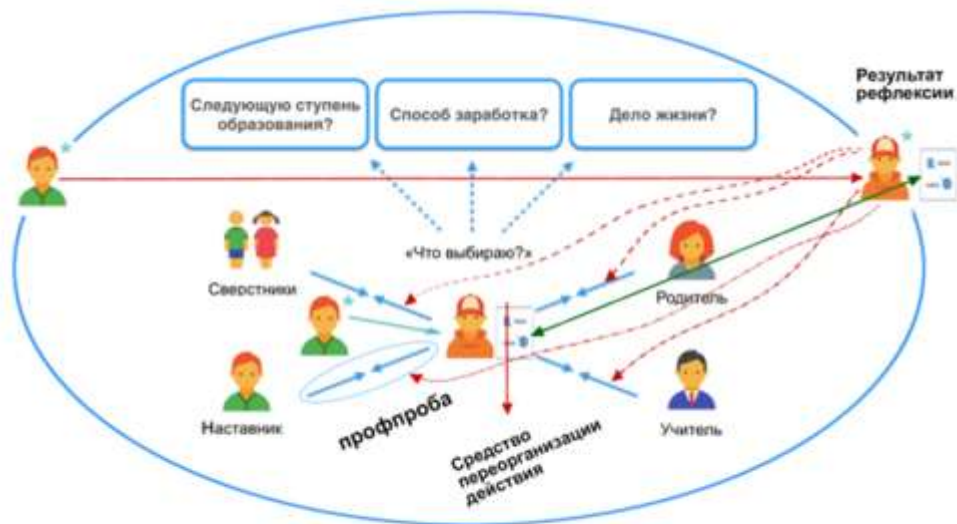 Результат
рефлексии
Следующую ступень
образования?
Способ заработка?
Дело жизни?
«Что выбираю?»
Сверстники
Родитель
Наставник
профпроба
Учитель
Средство
переорганизации
действия